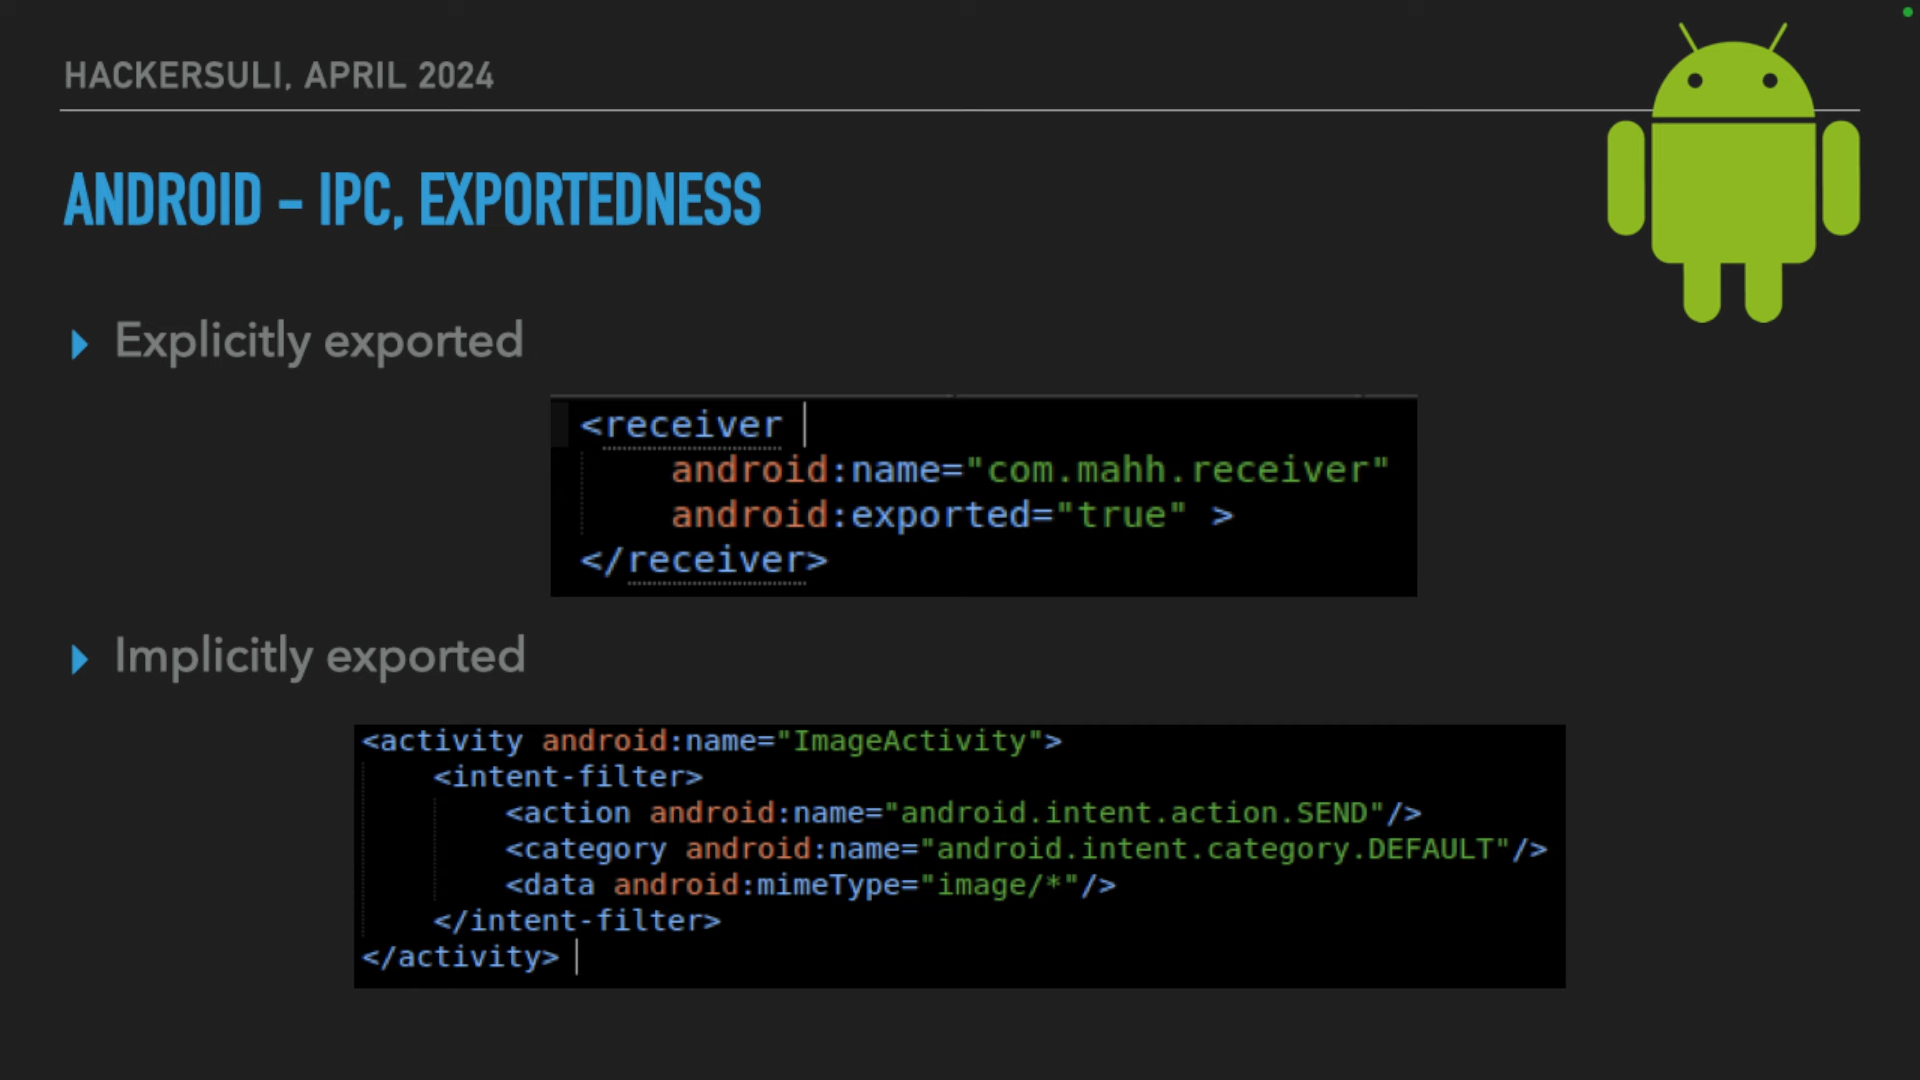 HACKERSULI, APRIL 2024
ANDROID – IPC, EXPORTEDNESS
Explicitly exported
<receiver
android:name="com.mahh.receiver"
android:exported="true" >
</receiver>
Implicitly exported
<activity android:name="ImageActivity">
<intent-filter>
<action android:name="android.intent.action.SEND"/>
<category android:name="android.intent.category.DEFAULT"/>
<data android:mimeType="image/*"/>
</intent-filter>
</activity>